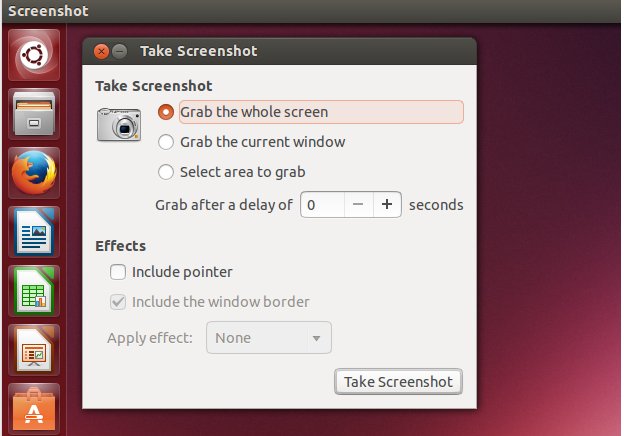 Screenshot
Take Screenshot
Take Screenshot
Grab the whole screen
Grab the current window
Select area to grab
Grab after a delay of 0 − + seconds
Effects
Include pointer
Include the window border
Apply effect: None
Take Screenshot